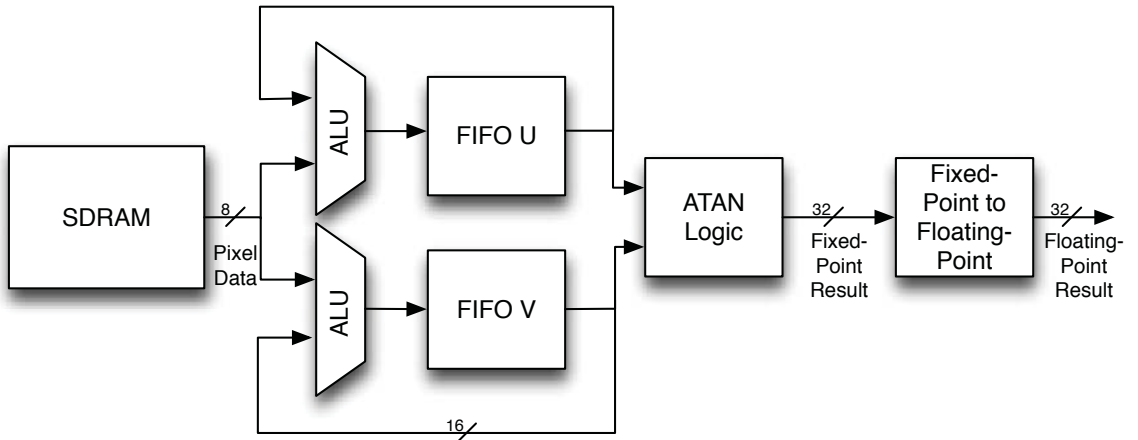 SDRAM
8
Pixel
Data
ALU
ALU
FIFO U
FIFO V
16
ATAN
Logic
32
Fixed-
Point
Result
Fixed-
Point to
Floating-
Point
32
Floating-
Point
Result